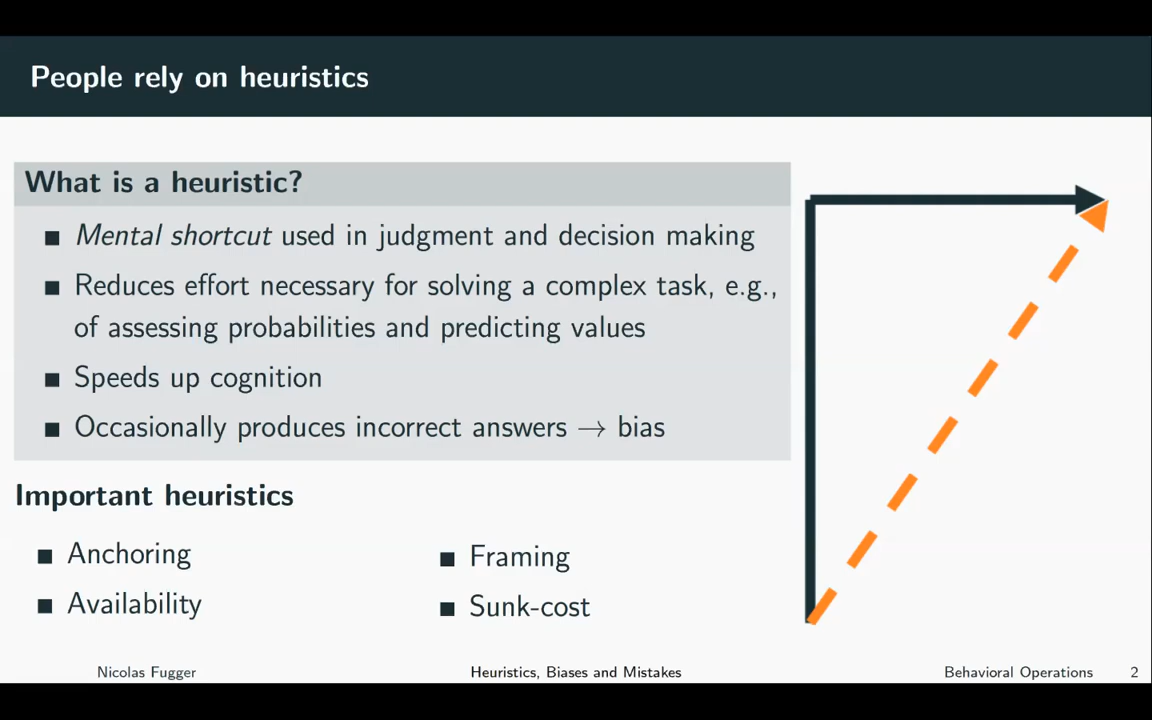 People rely on heuristics
What is a heuristic?
■ Mental shortcut used in judgment and decision making
■ Reduces effort necessary for solving a complex task, e.g.,
of assessing probabilities and predicting values
■ Speeds up cognition
■ Occasionally produces incorrect answers → bias
Important heuristics
■ Anchoring
■ Availability
■ Framing
■ Sunk-cost
Nicolas Fugger Heuristics, Biases and Mistakes Behavioral Operations 2